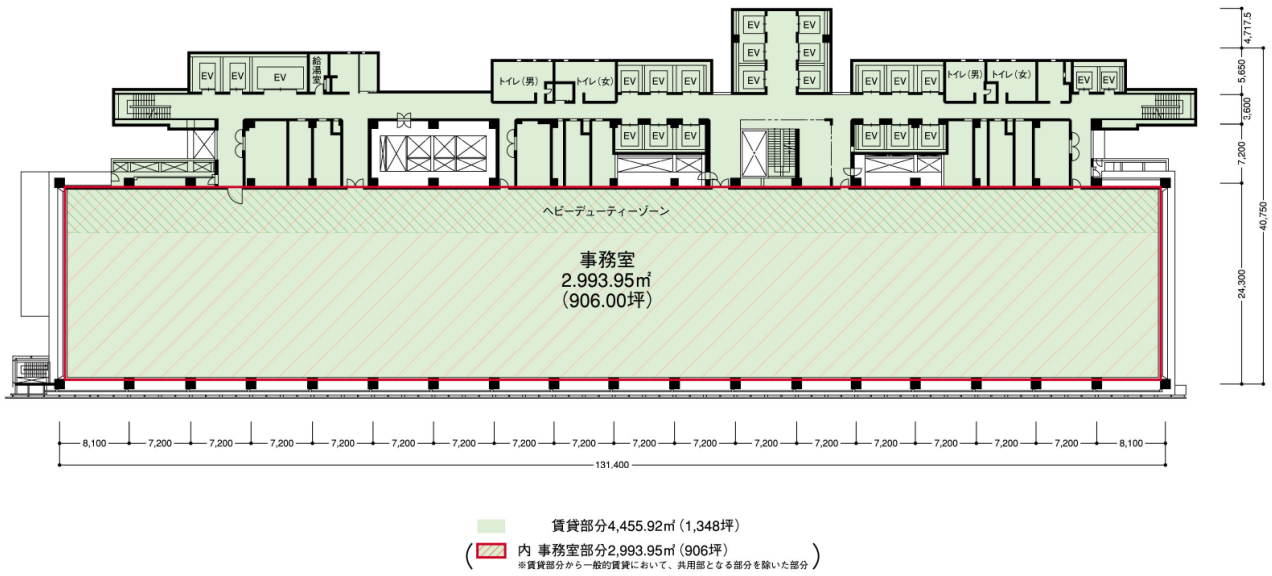 EV EV
EV EV
EV EV
EV EV EV 給湯室
トイレ(男) トイレ(女) EV EV EV
EV EV EV トイレ(男) トイレ(女) EV EV
EV EV EV
EV EV EV
4,717.5
5,650
3,600
7,200
24,300
40,750
ヘビーデューティーゾーン
事務室
2.993.95㎡
(906.00坪)
8,100 7,200 7,200 7,200 7,200 7,200 7,200 7,200 7,200 7,200 7,200 7,200 7,200 7,200 7,200 7,200 7,200 8,100
131,400
賃貸部分4,455.92㎡(1,348坪)
内 事務室部分2,993.95㎡(906坪)
※賃貸部分から一般的賃貸において、共用部となる部分を除いた部分